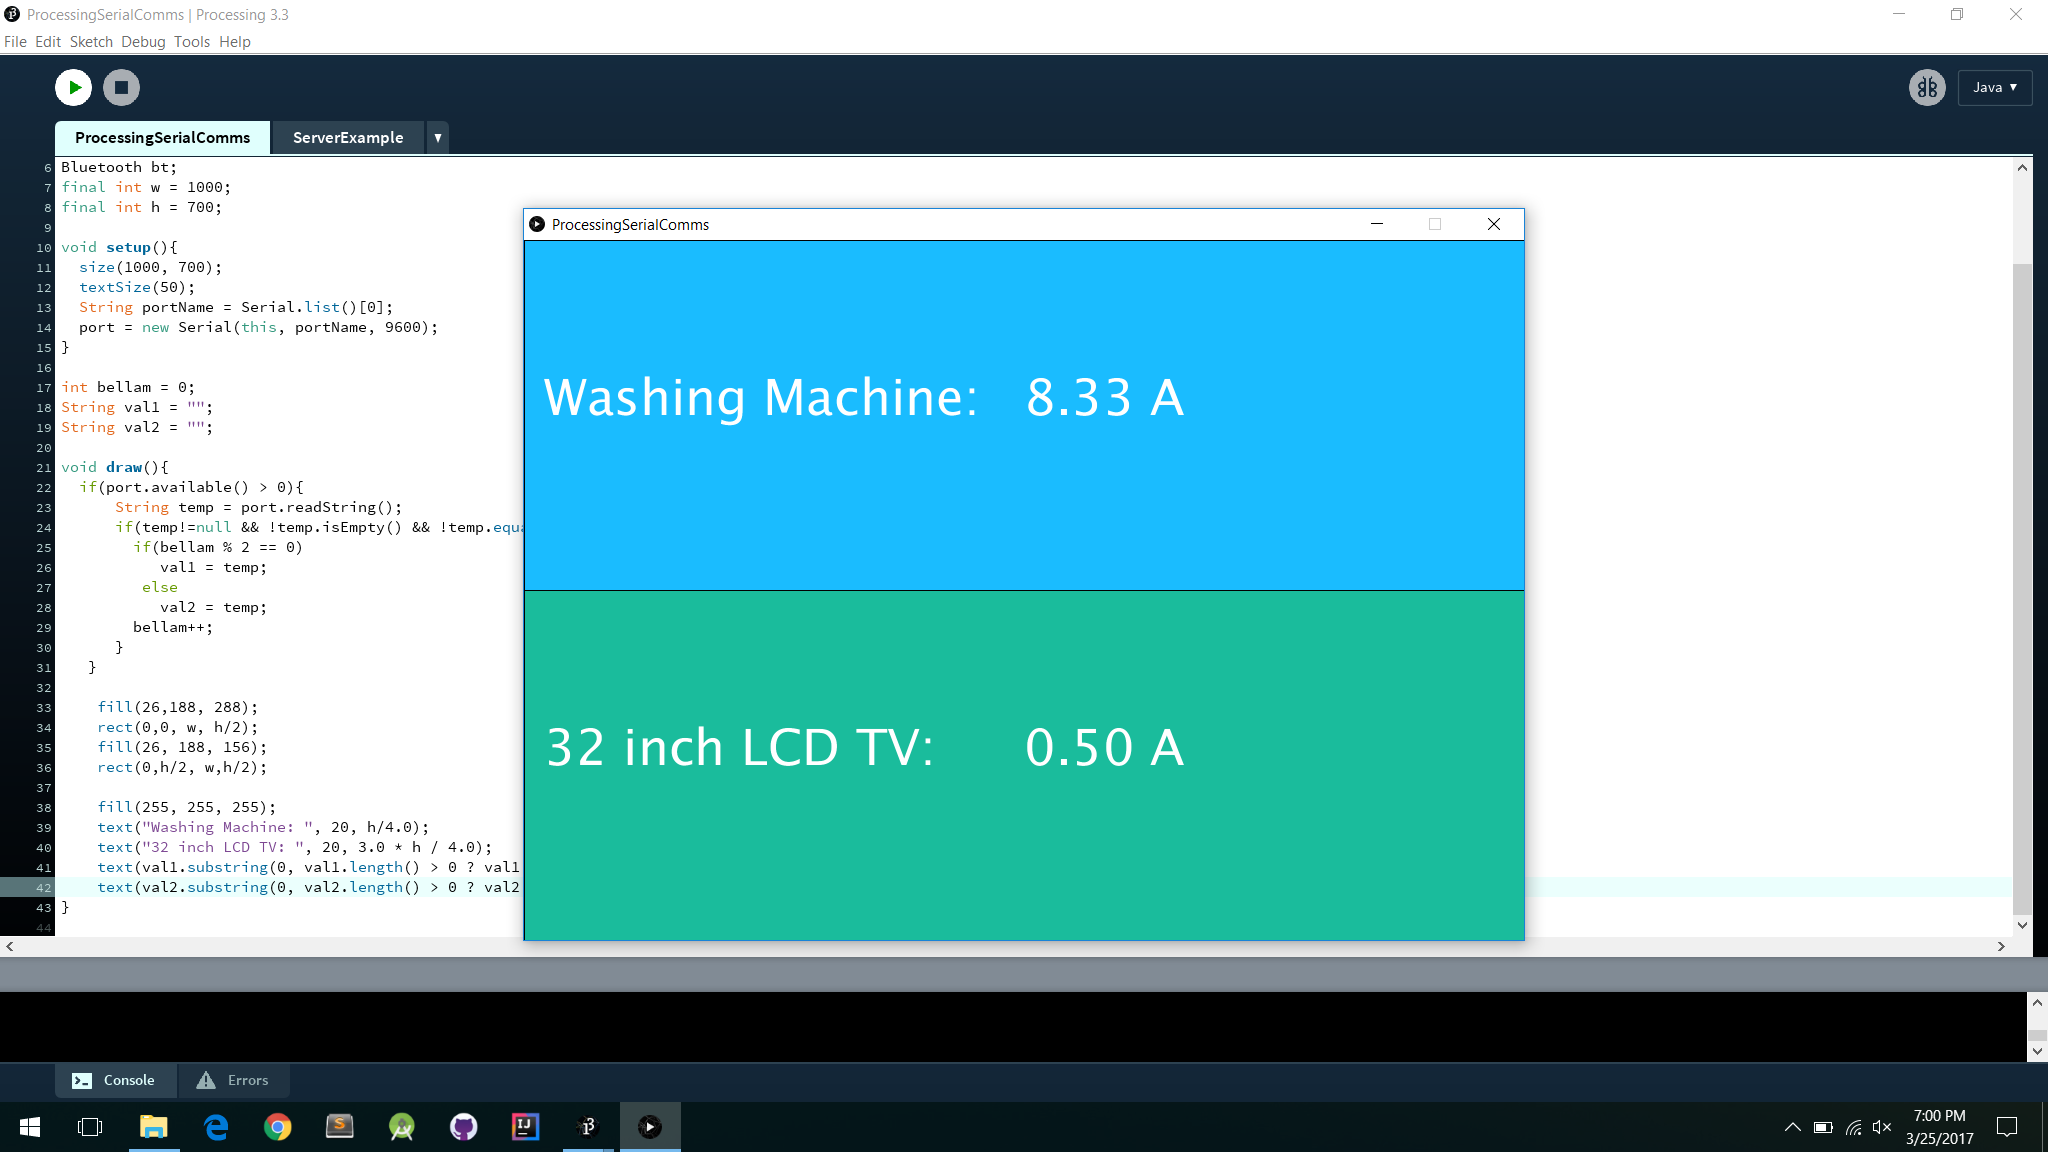 ProcessingSerialComms | Processing 3.3
File Edit Sketch Debug Tools Help
Java ▼
ProcessingSerialComms ServerExample ▼
6 Bluetooth bt;
7 final int w = 1000;
8 final int h = 700;
9
10 void setup(){
11 size(1000, 700);
12 textSize(50);
13 String portName = Serial.list()[0];
14 port = new Serial(this, portName, 9600);
15 }
16
17 int bellam = 0;
18 String val1 = "";
19 String val2 = "";
20
21 void draw(){
22 if(port.available() > 0){
23 String temp = port.readString();
24 if(temp!=null && !temp.isEmpty() && !temp.equa
25 if(bellam % 2 == 0)
26 val1 = temp;
27 else
28 val2 = temp;
29 bellam++;
30 }
31 }
32
33 fill(26,188, 288);
34 rect(0,0, w, h/2);
35 fill(26, 188, 156);
36 rect(0,h/2, w,h/2);
37
38 fill(255, 255, 255);
39 text("Washing Machine: ", 20, h/4.0);
40 text("32 inch LCD TV: ", 20, 3.0 * h / 4.0);
41 text(val1.substring(0, val1.length() > 0 ? val1
42 text(val2.substring(0, val2.length() > 0 ? val2
43 }
44
ProcessingSerialComms
Washing Machine: 8.33 A
32 inch LCD TV: 0.50 A
Console Errors
7:00 PM
3/25/2017